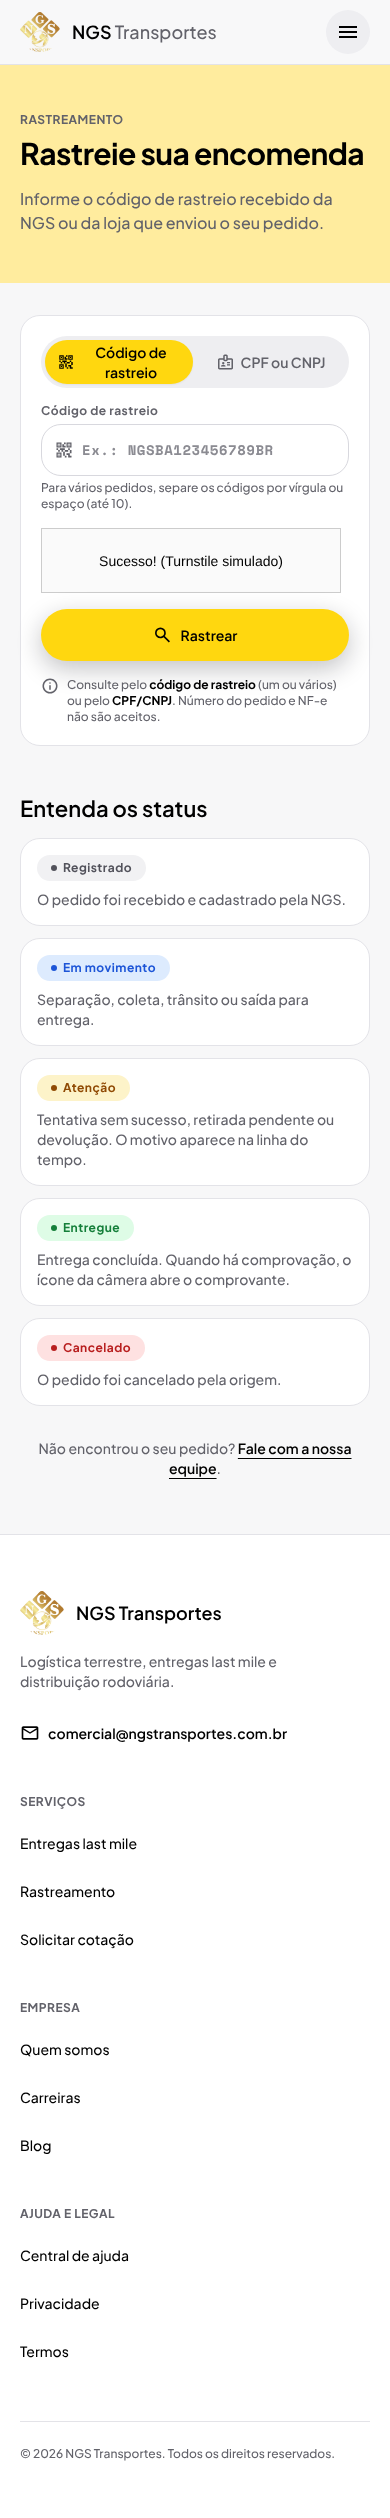 NGS Transportes
RASTREAMENTO
Rastreie sua encomenda
Informe o código de rastreio recebido da
NGS ou da loja que enviou o seu pedido.
Código de
rastreio
CPF ou CNPJ
Código de rastreio
Ex.: NGSBA123456789BR
Para vários pedidos, separe os códigos por vírgula ou
espaço (até 10).
Sucesso! (Turnstile simulado)
Rastrear
Consulte pelo código de rastreio (um ou vários)
ou pelo CPF/CNPJ. Número do pedido e NF-e
não são aceitos.
Entenda os status
Registrado
O pedido foi recebido e cadastrado pela NGS.
Em movimento
Separação, coleta, trânsito ou saída para
entrega.
Atenção
Tentativa sem sucesso, retirada pendente ou
devolução. O motivo aparece na linha do
tempo.
Entregue
Entrega concluída. Quando há comprovação, o
ícone da câmera abre o comprovante.
Cancelado
O pedido foi cancelado pela origem.
Não encontrou o seu pedido? Fale com a nossa
equipe.
NGS Transportes
Logística terrestre, entregas last mile e
distribuição rodoviária.
comercial@ngstransportes.com.br
SERVIÇOS
Entregas last mile
Rastreamento
Solicitar cotação
EMPRESA
Quem somos
Carreiras
Blog
AJUDA E LEGAL
Central de ajuda
Privacidade
Termos
© 2026 NGS Transportes. Todos os direitos reservados.